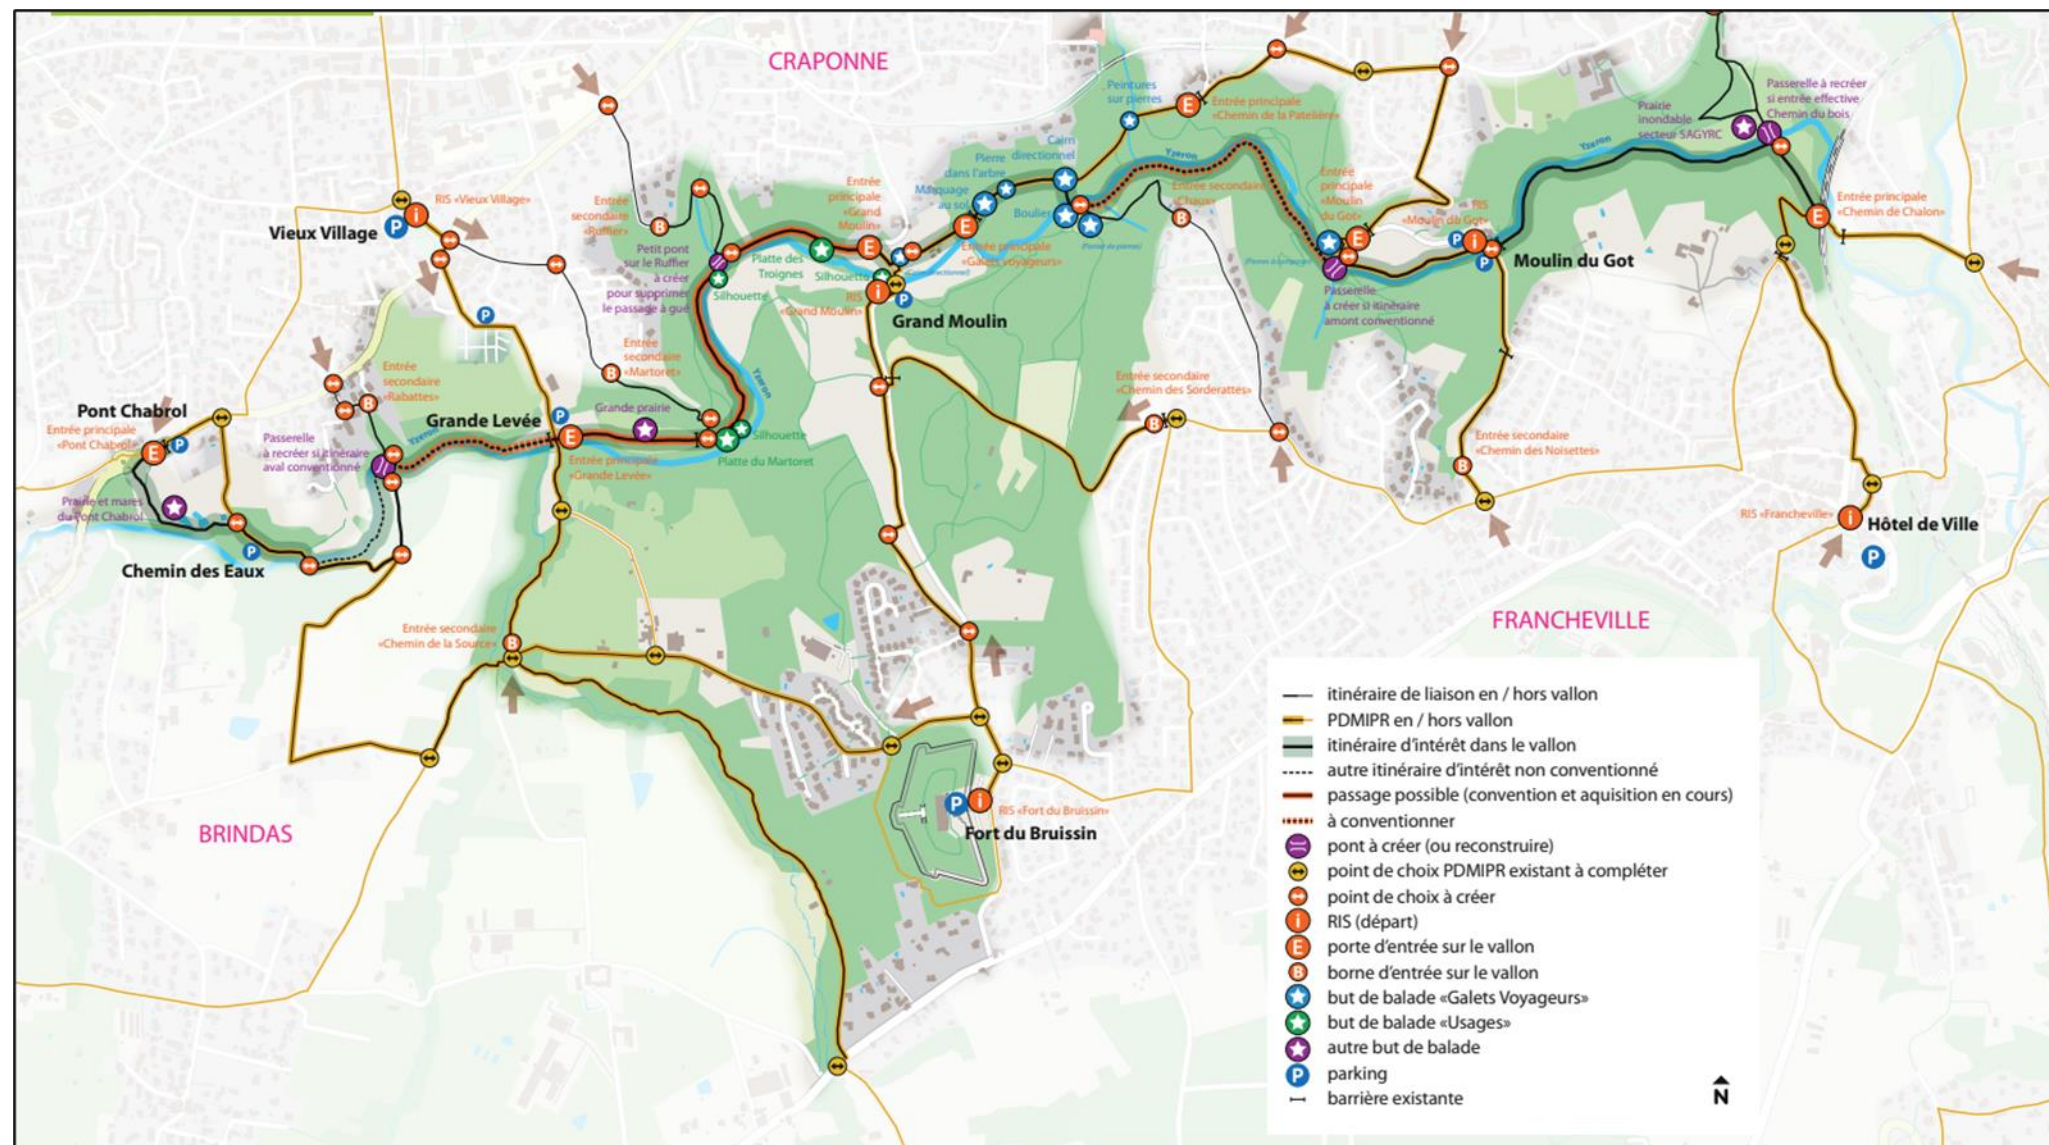 CRAPONNE
Peintures
sur pierres
Entrée principale
«Chemin de la Patelière»
Passerelle à recréer
si entrée effective
Chemin du bois
Prairie
inondable
secteur SAGYRC
Yzeron
Yzeron
Cairn
directionnel
Pierre
dans l'arbre
Marquage
au sol
Boulier
Entrée secondaire
«Chaux»
Entrée
principale
«Moulin
du Got»
RIS
«Moulin du Got»
Entrée principale
«Chemin de Chalon»
Entrée
principale
«Grand
Moulin»
Entrée
secondaire
«Ruffier»
RIS «Vieux Village»
Vieux Village
Petit pont
sur le Ruffier
à créer
pour supprimer
le passage à gué
Platte des
Troignes
Silhouette
Silhouette
Entrée principale
«Galets Voyageurs»
RIS
«Grand Moulin»
Grand Moulin
Moulin du Got
Passerelle
à créer si itinéraire
amont conventionné
Entrée
secondaire
«Martoret»
Entrée
secondaire
«Rabattes»
Yzeron
Entrée secondaire
«Chemin des Sorderattes»
Pont Chabrol
Entrée principale
«Pont Chabrol»
Grande Levée
Grande prairie
Passerelle
à recréer si itinéraire
aval conventionné
Yzeron
Silhouette
Platte du Martoret
Entrée principale
«Grande Levée»
Entrée secondaire
«Chemin des Noisettes»
Prairie et mares
du Pont Chabrol
Chemin des Eaux
RIS «Francheville»
Hôtel de Ville
Entrée secondaire
«Chemin de la Source»
FRANCHEVILLE
BRINDAS
RIS «Fort du Bruissin»
Fort du Bruissin
itinéraire de liaison en / hors vallon
PDMIPR en / hors vallon
itinéraire d'intérêt dans le vallon
autre itinéraire d'intérêt non conventionné
passage possible (convention et aquisition en cours)
à conventionner
pont à créer (ou reconstruire)
point de choix PDMIPR existant à compléter
point de choix à créer
i RIS (départ)
E porte d'entrée sur le vallon
B borne d'entrée sur le vallon
but de balade «Galets Voyageurs»
but de balade «Usages»
autre but de balade
P parking
barrière existante
N